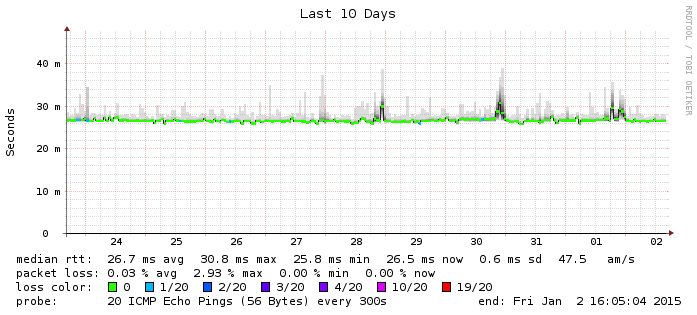 Last 10 Days
RRDTOOL / TOBI OETIKER
Seconds
40 m
30 m
20 m
10 m
0
24 25 26 27 28 29 30 31 01 02
median rtt: 26.7 ms avg 30.8 ms max 25.8 ms min 26.5 ms now 0.6 ms sd 47.5 am/s
packet loss: 0.03 % avg 2.93 % max 0.00 % min 0.00 % now
loss color: 0 1/20 2/20 3/20 4/20 10/20 19/20
probe: 20 ICMP Echo Pings (56 Bytes) every 300s end: Fri Jan 2 16:05:04 2015